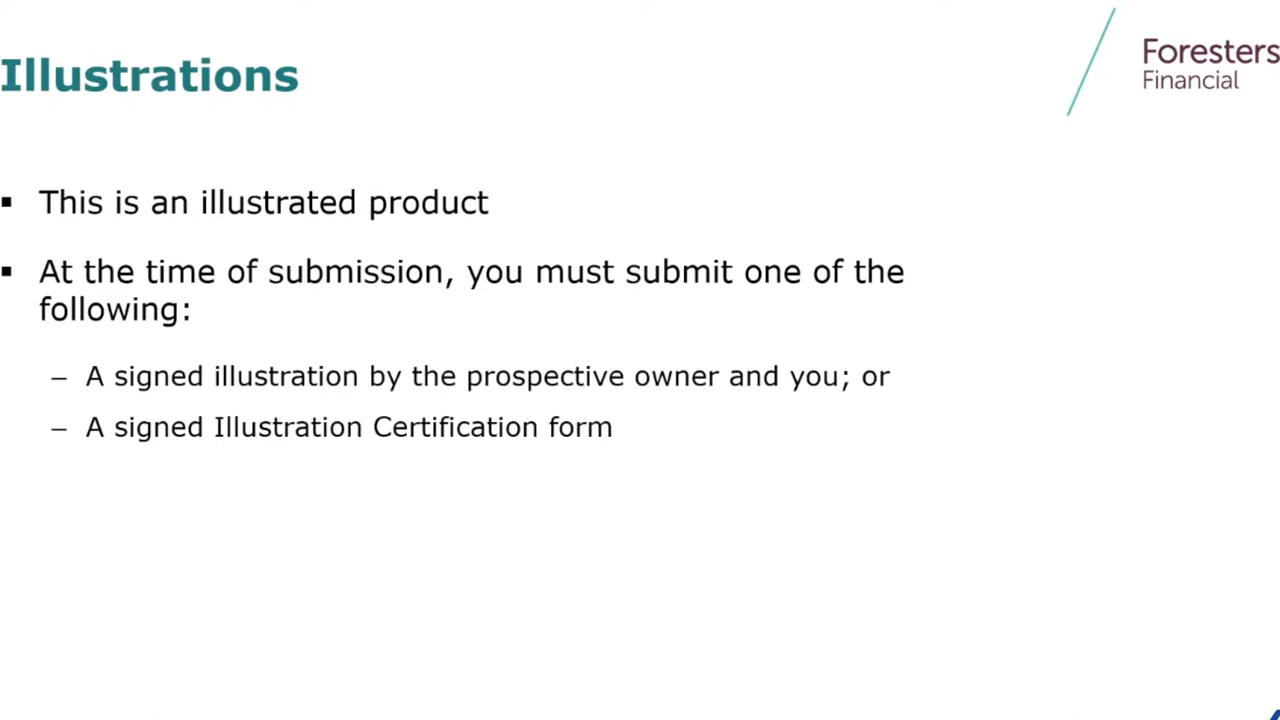 Illustrations
Foresters
Financial
▪ This is an illustrated product
▪ At the time of submission, you must submit one of the
following:
– A signed illustration by the prospective owner and you; or
– A signed Illustration Certification form